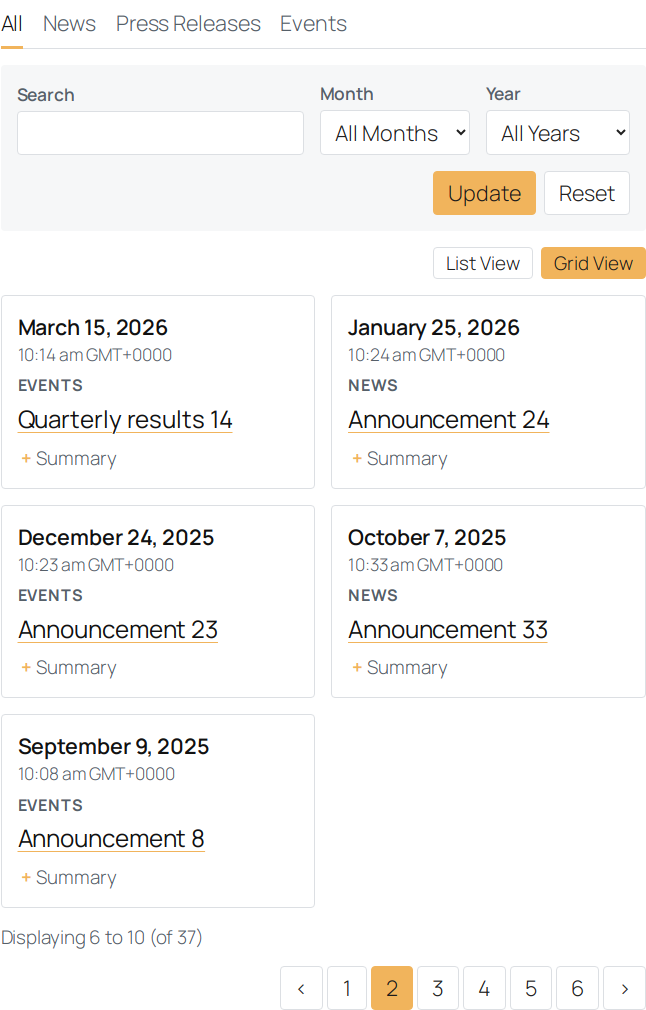 All News Press Releases Events
Search Month Year
All Months All Years
Update Reset
List View Grid View
March 15, 2026
10:14 am GMT+0000
EVENTS
Quarterly results 14
+ Summary
January 25, 2026
10:24 am GMT+0000
NEWS
Announcement 24
+ Summary
December 24, 2025
10:23 am GMT+0000
EVENTS
Announcement 23
+ Summary
October 7, 2025
10:33 am GMT+0000
NEWS
Announcement 33
+ Summary
September 9, 2025
10:08 am GMT+0000
EVENTS
Announcement 8
+ Summary
Displaying 6 to 10 (of 37)
‹ 1 2 3 4 5 6 ›